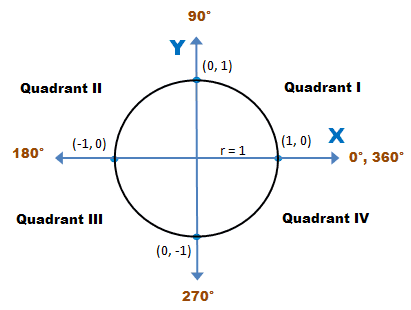 90°
Y
(0, 1)
Quadrant II
Quadrant I
(-1, 0)
(1, 0)
X
180°
r = 1
0°, 360°
Quadrant III
Quadrant IV
(0, -1)
270°